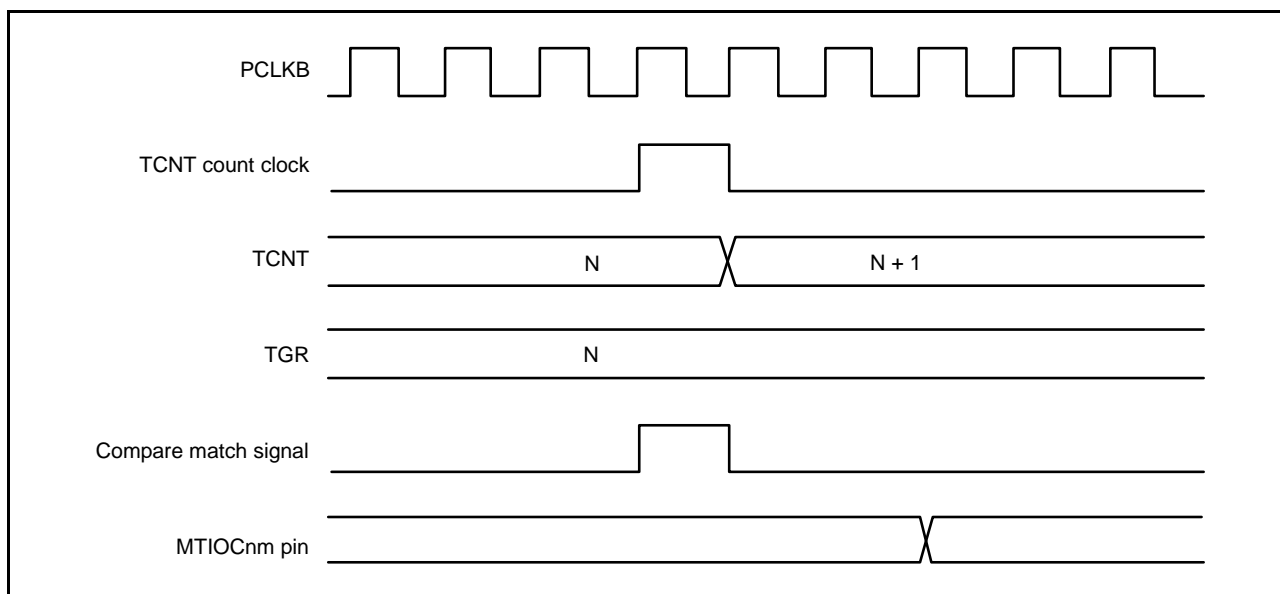 PCLKB
TCNT count clock
TCNT
N
N + 1
TGR
N
Compare match signal
MTIOCnm pin